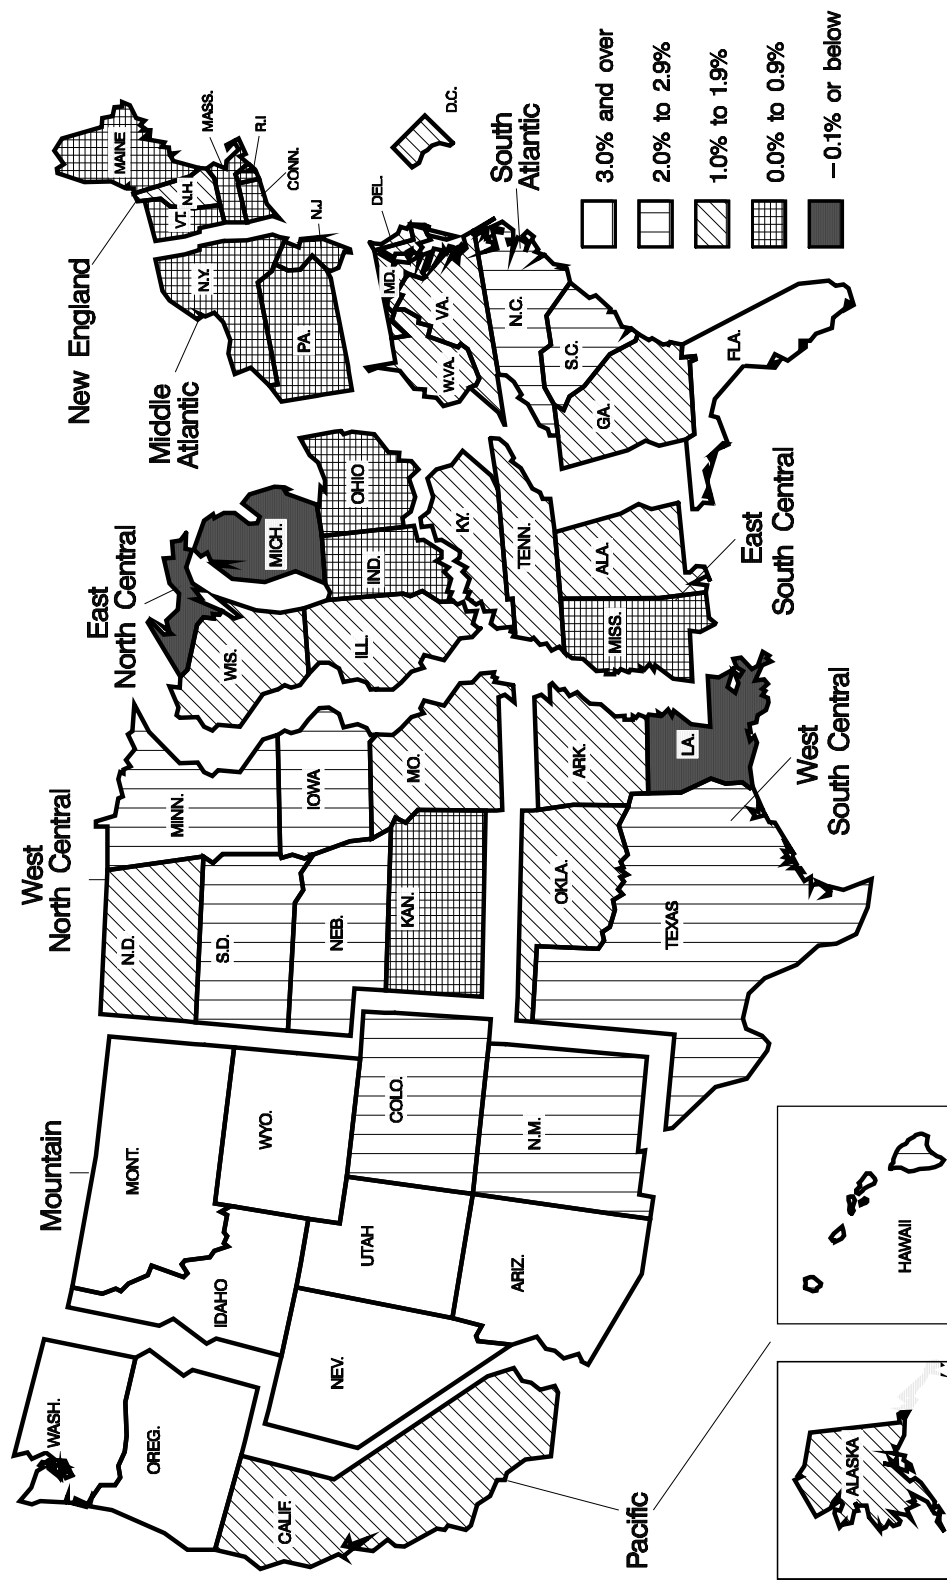 WASH.
OREG.
CALIF.
Pacific
ALASKA
HAWAII
Mountain
MONT.
IDAHO
WYO.
NEV.
UTAH
COLO.
ARIZ.
N.M.
West
North Central
N.D.
MINN.
S.D.
IOWA
NEB.
KAN.
MO.
OKLA.
ARK.
TEXAS
LA.
West
South Central
East
North Central
WIS.
MICH.
ILL.
IND.
OHIO
KY.
TENN.
MISS.
ALA.
East
South Central
New England
MAINE
VT.
N.H.
MASS.
R.I
CONN.
Middle
Atlantic
N.Y.
PA.
N.J
DEL.
MD.
D.C.
VA.
W.VA.
N.C.
S.C.
GA.
FLA.
South
Atlantic
3.0% and over
2.0% to 2.9%
1.0% to 1.9%
0.0% to 0.9%
−0.1% or below